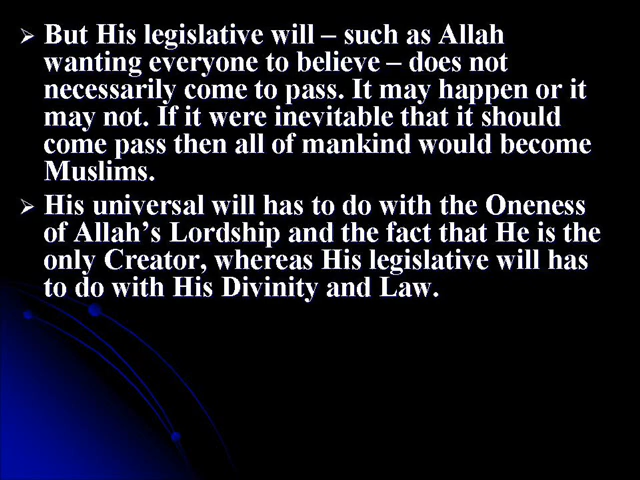 ➢ But His legislative will – such as Allah
wanting everyone to believe – does not
necessarily come to pass. It may happen or it
may not. If it were inevitable that it should
come pass then all of mankind would become
Muslims.
➢ His universal will has to do with the Oneness
of Allah’s Lordship and the fact that He is the
only Creator, whereas His legislative will has
to do with His Divinity and Law.